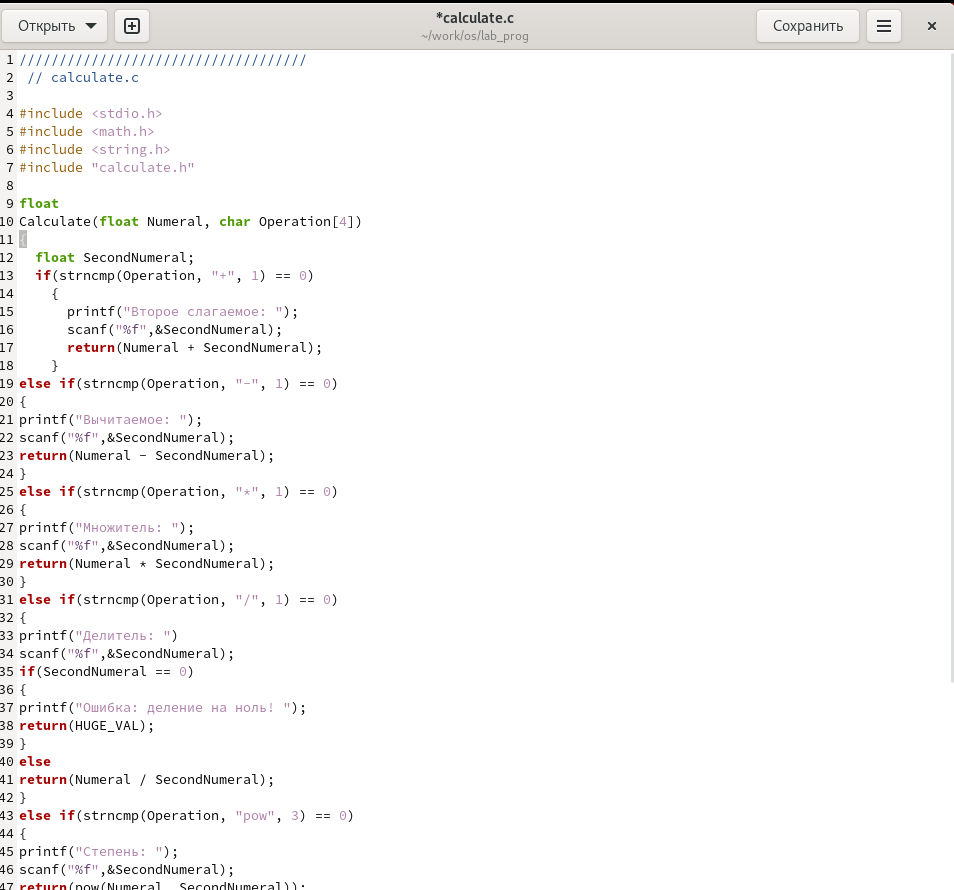 Открыть
*calculate.c
~/work/os/lab_prog
Сохранить
1 ////////////////////////////////////
2  // calculate.c
3
4 #include <stdio.h>
5 #include <math.h>
6 #include <string.h>
7 #include "calculate.h"
8
9 float
10 Calculate(float Numeral, char Operation[4])
11 {
12   float SecondNumeral;
13   if(strncmp(Operation, "+", 1) == 0)
14     {
15       printf("Второе слагаемое: ");
16       scanf("%f",&SecondNumeral);
17       return(Numeral + SecondNumeral);
18     }
19 else if(strncmp(Operation, "-", 1) == 0)
20 {
21 printf("Вычитаемое: ");
22 scanf("%f",&SecondNumeral);
23 return(Numeral - SecondNumeral);
24 }
25 else if(strncmp(Operation, "*", 1) == 0)
26 {
27 printf("Множитель: ");
28 scanf("%f",&SecondNumeral);
29 return(Numeral * SecondNumeral);
30 }
31 else if(strncmp(Operation, "/", 1) == 0)
32 {
33 printf("Делитель: ")
34 scanf("%f",&SecondNumeral);
35 if(SecondNumeral == 0)
36 {
37 printf("Ошибка: деление на ноль! ");
38 return(HUGE_VAL);
39 }
40 else
41 return(Numeral / SecondNumeral);
42 }
43 else if(strncmp(Operation, "pow", 3) == 0)
44 {
45 printf("Степень: ");
46 scanf("%f",&SecondNumeral);
47 return(pow(Numeral, SecondNumeral));